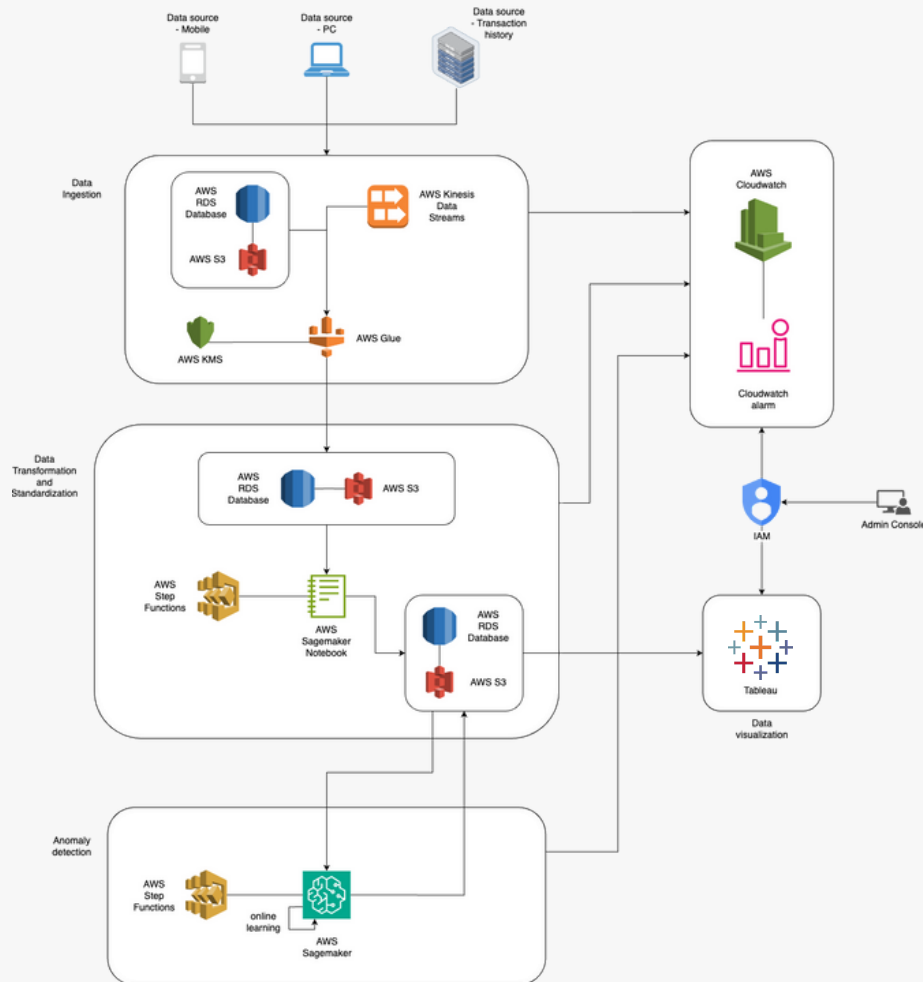 Data source
- Mobile
Data source
- PC
Data source
- Transaction
history
Data
Ingestion
AWS
RDS
Database
AWS S3
AWS Kinesis
Data
Streams
AWS KMS
AWS Glue
AWS
Cloudwatch
Cloudwatch
alarm
Data
Transformation
and
Standardization
AWS
RDS
Database
AWS S3
AWS
Step
Functions
AWS
Sagemaker
Notebook
AWS
RDS
Database
AWS S3
IAM
Admin Console
Tableau
Data
visualization
Anomaly
detection
AWS
Step
Functions
online
learning
AWS
Sagemaker